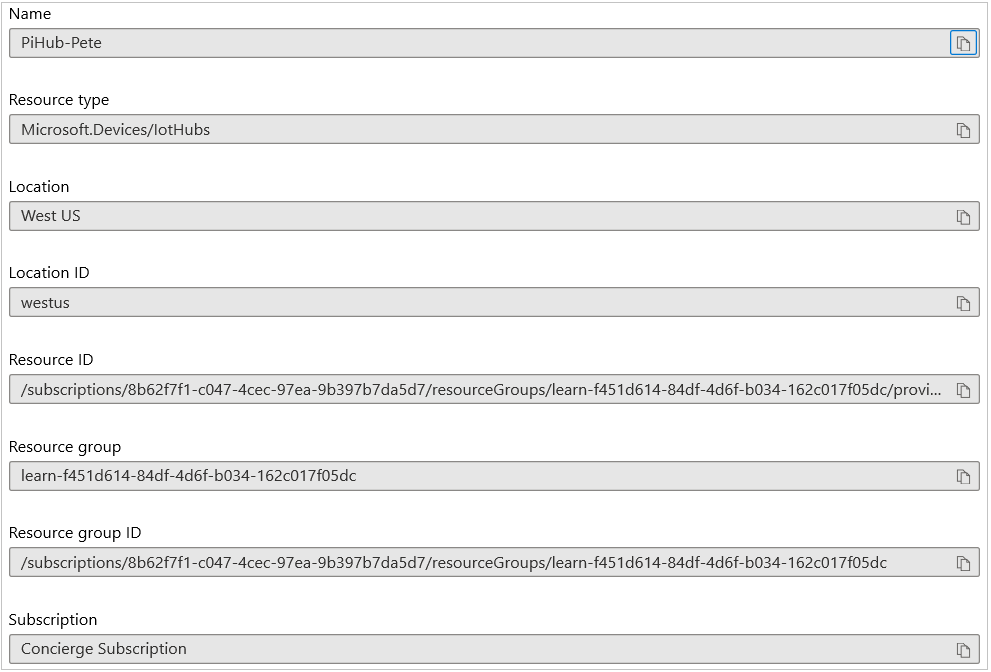 Name
PiHub-Pete
Resource type
Microsoft.Devices/IotHubs
Location
West US
Location ID
westus
Resource ID
/subscriptions/8b62f7f1-c047-4cec-97ea-9b397b7da5d7/resourceGroups/learn-f451d614-84df-4d6f-b034-162c017f05dc/provi...
Resource group
learn-f451d614-84df-4d6f-b034-162c017f05dc
Resource group ID
/subscriptions/8b62f7f1-c047-4cec-97ea-9b397b7da5d7/resourceGroups/learn-f451d614-84df-4d6f-b034-162c017f05dc
Subscription
Concierge Subscription